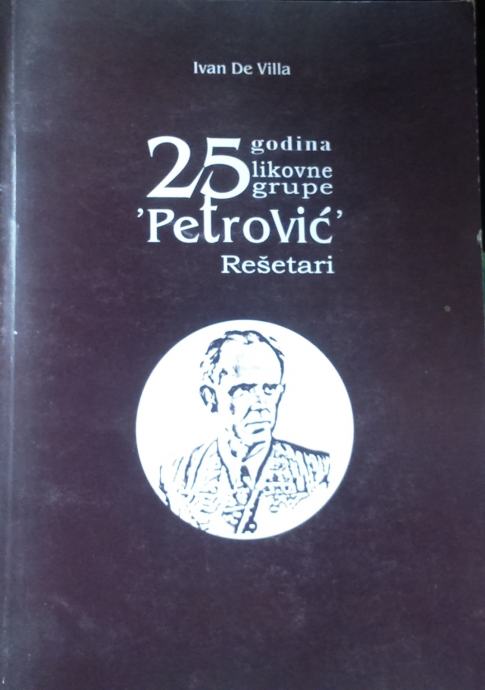 Ivan De Villa
25 godina
likovne
grupe
'Petrović'
Rešetari